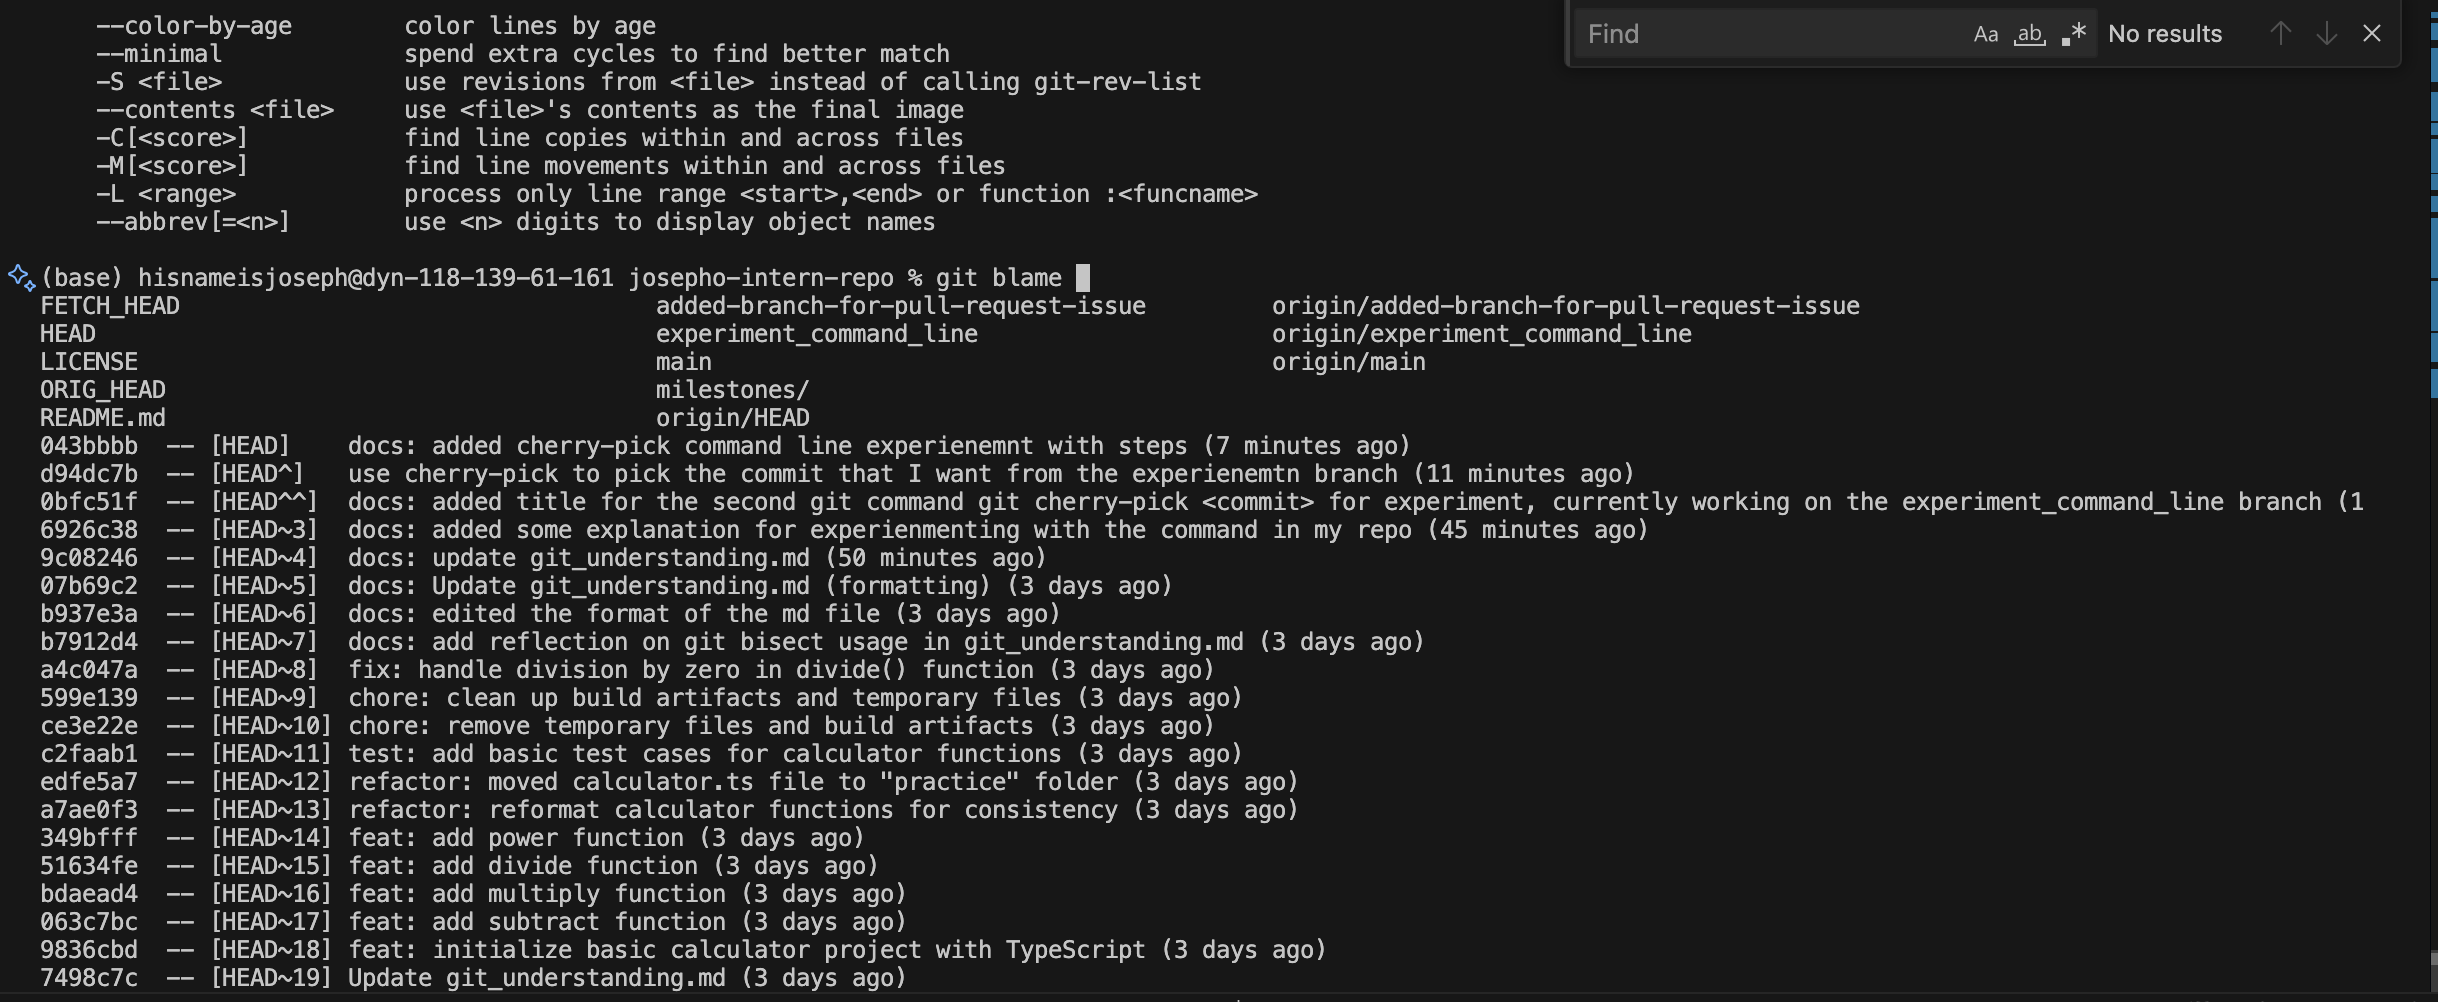 --color-by-age        color lines by age
--minimal             spend extra cycles to find better match
-S <file>             use revisions from <file> instead of calling git-rev-list
--contents <file>     use <file>'s contents as the final image
-C[<score>]           find line copies within and across files
-M[<score>]           find line movements within and across files
-L <range>            process only line range <start>,<end> or function :<funcname>
--abbrev[=<n>]        use <n> digits to display object names
Find Aa ab .* No results
(base) hisnameisjoseph@dyn-118-139-61-161 josepho-intern-repo % git blame
FETCH_HEAD added-branch-for-pull-request-issue origin/added-branch-for-pull-request-issue
HEAD experiment_command_line origin/experiment_command_line
LICENSE main origin/main
ORIG_HEAD milestones/
README.md origin/HEAD
043bbbb  -- [HEAD]    docs: added cherry-pick command line experienemnt with steps (7 minutes ago)
d94dc7b  -- [HEAD^]   use cherry-pick to pick the commit that I want from the experienemtn branch (11 minutes ago)
0bfc51f  -- [HEAD^^]  docs: added title for the second git command git cherry-pick <commit> for experiment, currently working on the experiment_command_line branch (1
6926c38  -- [HEAD~3]  docs: added some explanation for experienmenting with the command in my repo (45 minutes ago)
9c08246  -- [HEAD~4]  docs: update git_understanding.md (50 minutes ago)
07b69c2  -- [HEAD~5]  docs: Update git_understanding.md (formatting) (3 days ago)
b937e3a  -- [HEAD~6]  docs: edited the format of the md file (3 days ago)
b7912d4  -- [HEAD~7]  docs: add reflection on git bisect usage in git_understanding.md (3 days ago)
a4c047a  -- [HEAD~8]  fix: handle division by zero in divide() function (3 days ago)
599e139  -- [HEAD~9]  chore: clean up build artifacts and temporary files (3 days ago)
ce3e22e  -- [HEAD~10] chore: remove temporary files and build artifacts (3 days ago)
c2faab1  -- [HEAD~11] test: add basic test cases for calculator functions (3 days ago)
edfe5a7  -- [HEAD~12] refactor: moved calculator.ts file to "practice" folder (3 days ago)
a7ae0f3  -- [HEAD~13] refactor: reformat calculator functions for consistency (3 days ago)
349bfff  -- [HEAD~14] feat: add power function (3 days ago)
51634fe  -- [HEAD~15] feat: add divide function (3 days ago)
bdaead4  -- [HEAD~16] feat: add multiply function (3 days ago)
063c7bc  -- [HEAD~17] feat: add subtract function (3 days ago)
9836cbd  -- [HEAD~18] feat: initialize basic calculator project with TypeScript (3 days ago)
7498c7c  -- [HEAD~19] Update git_understanding.md (3 days ago)